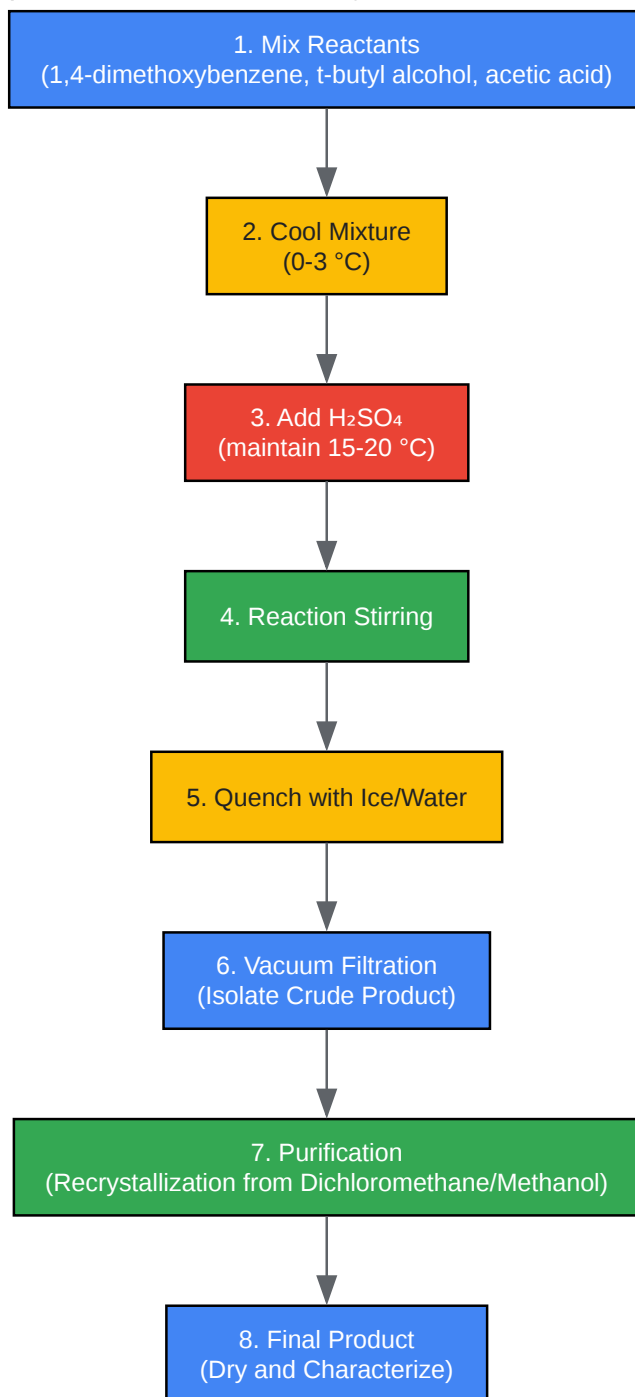 1. Mix Reactants
(1,4-dimethoxybenzene, t-butyl alcohol, acetic acid)
2. Cool Mixture
(0-3 °C)
3. Add H₂SO₄
(maintain 15-20 °C)
4. Reaction Stirring
5. Quench with Ice/Water
6. Vacuum Filtration
(Isolate Crude Product)
7. Purification
(Recrystallization from Dichloromethane/Methanol)
8. Final Product
(Dry and Characterize)